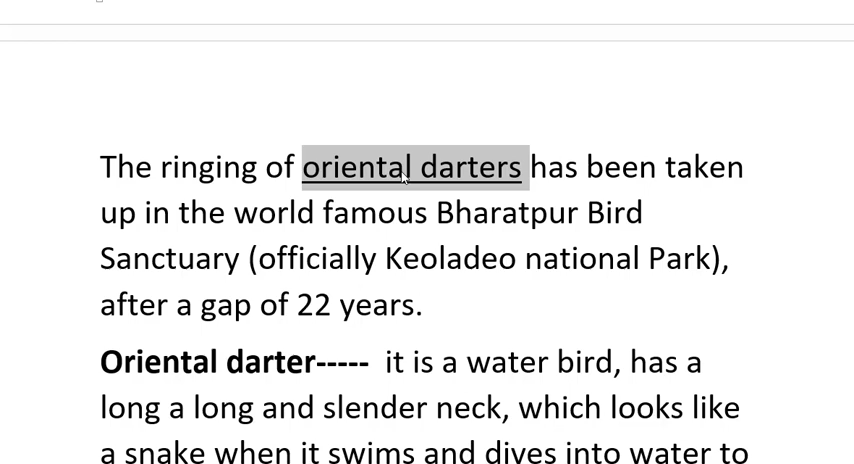 The ringing of oriental darters has been taken
up in the world famous Bharatpur Bird
Sanctuary (officially Keoladeo national Park),
after a gap of 22 years.
Oriental darter----- it is a water bird, has a
long a long and slender neck, which looks like
a snake when it swims and dives into water to